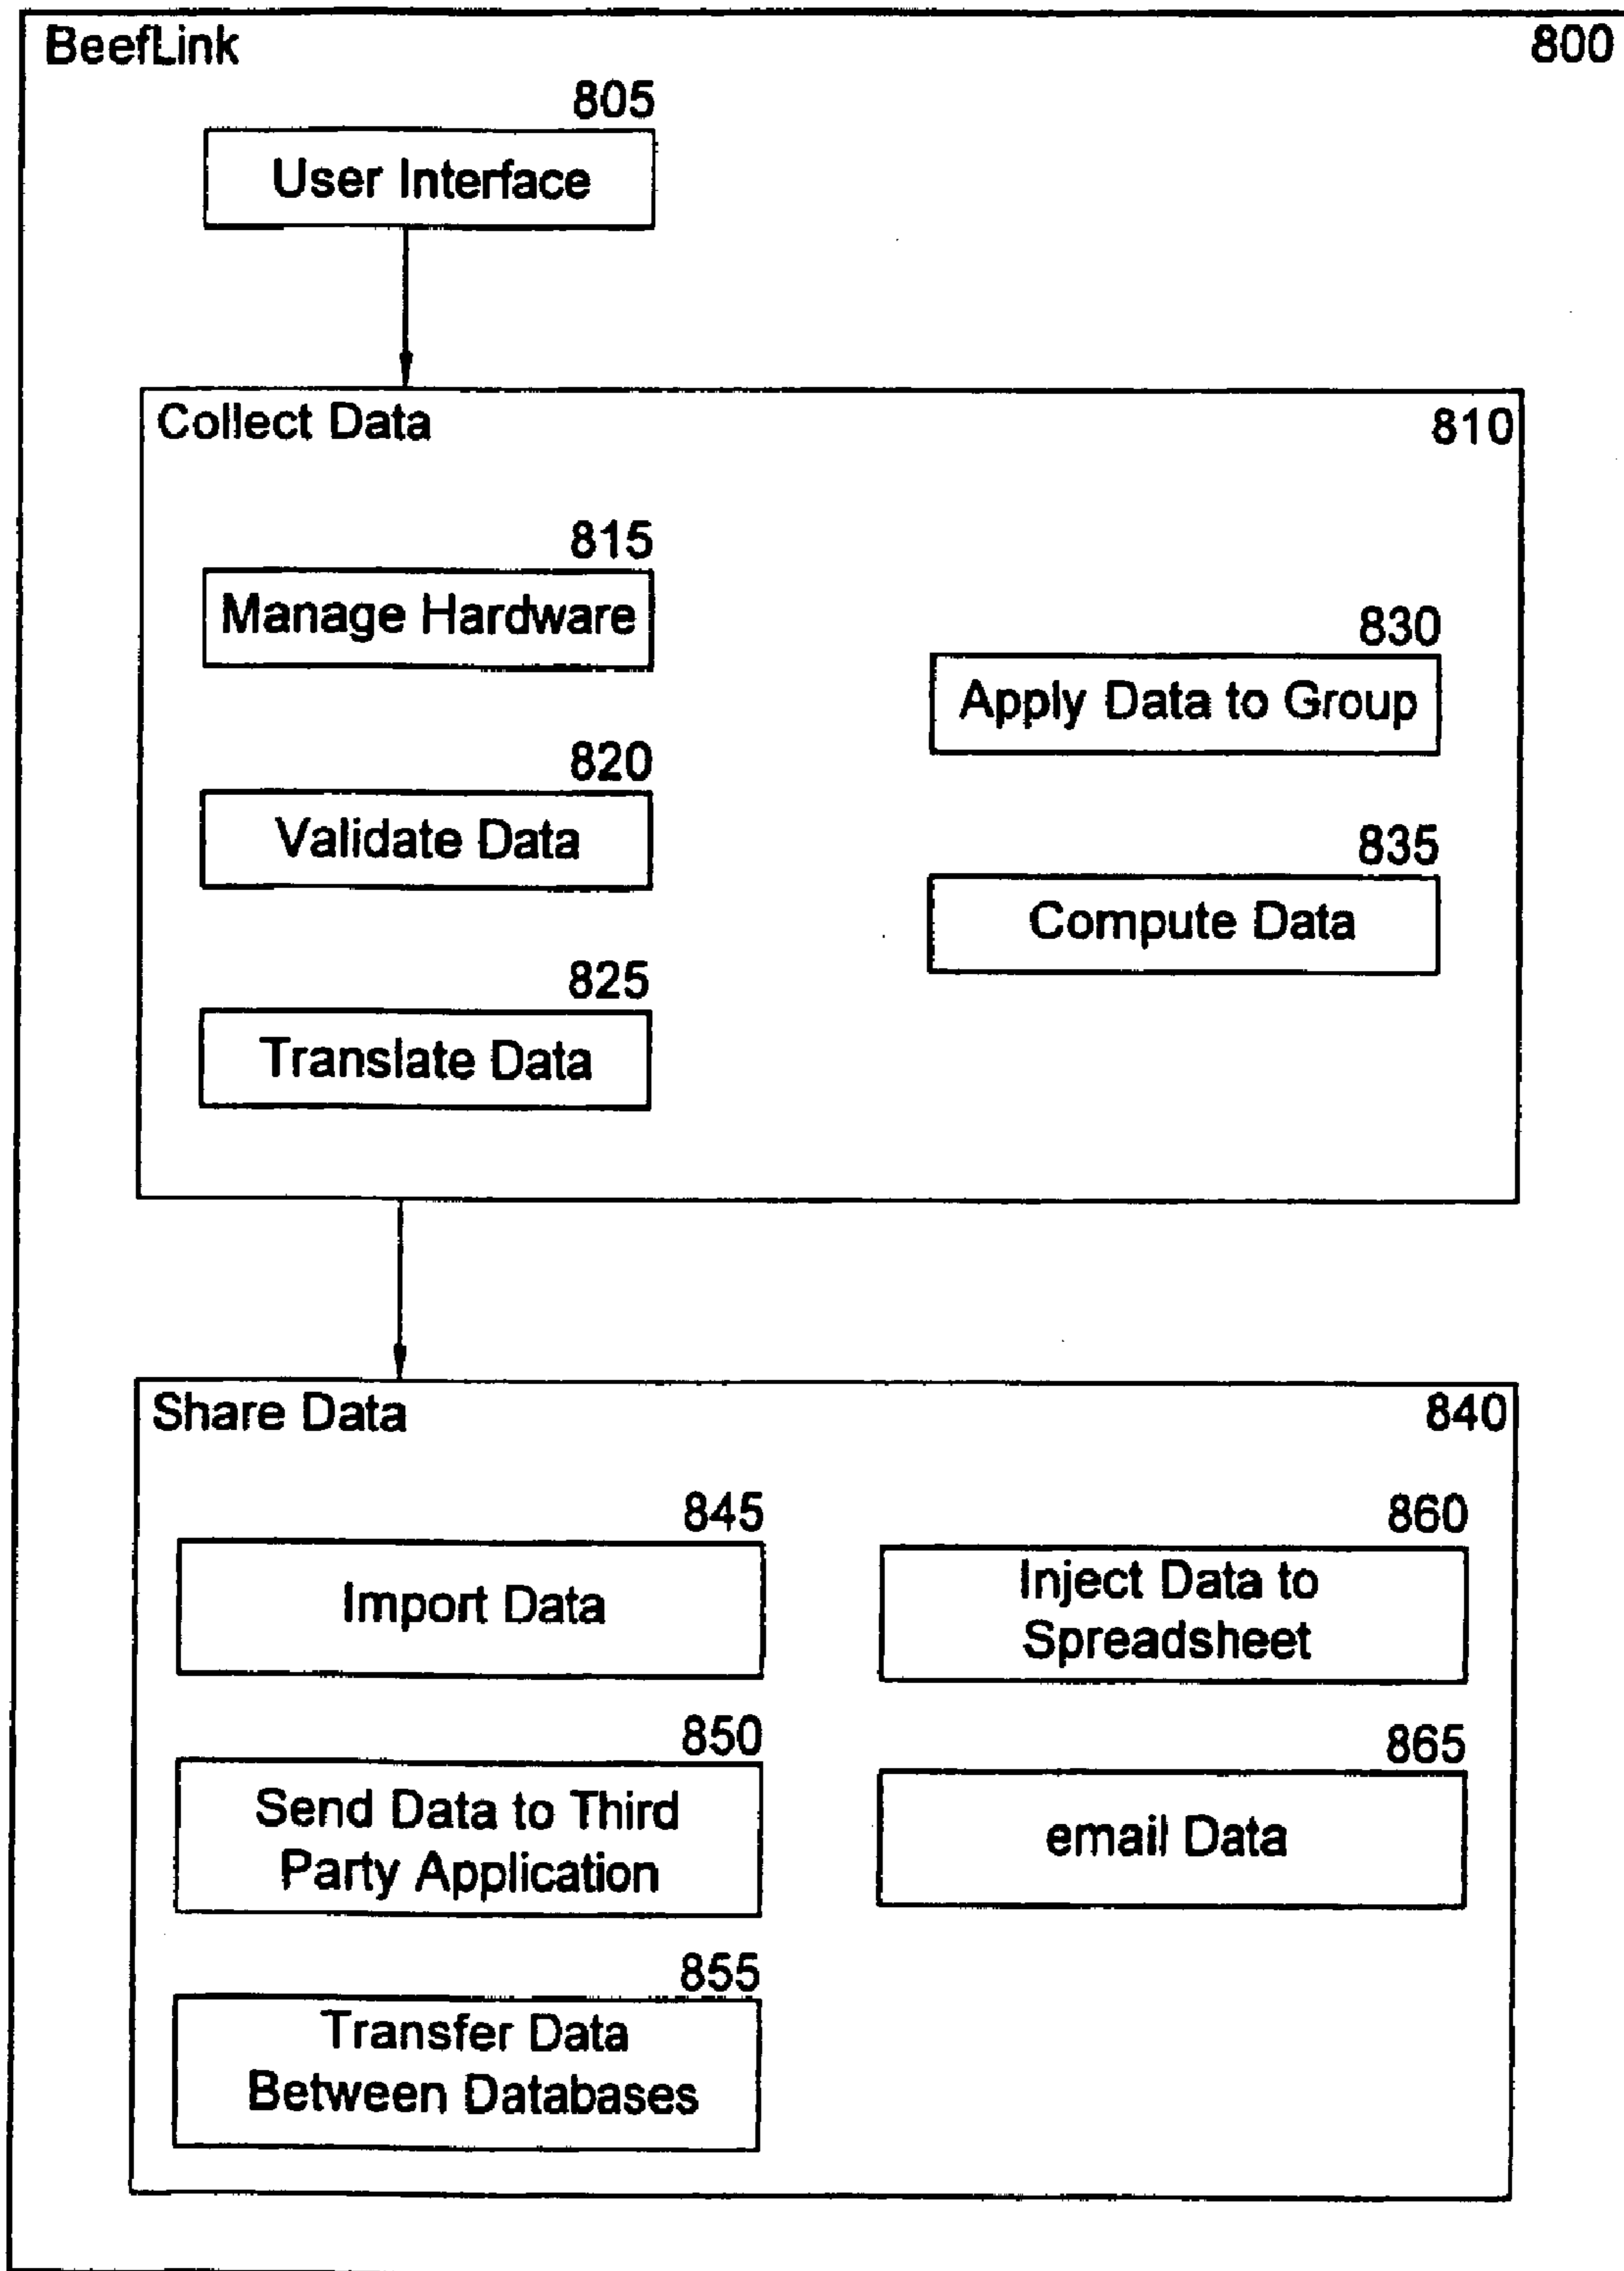 BeefLink 800
805
User Interface
Collect Data 810
815
Manage Hardware
820
Validate Data
825
Translate Data
830
Apply Data to Group
835
Compute Data
Share Data 840
845
Import Data
850
Send Data to Third
Party Application
855
Transfer Data
Between Databases
860
Inject Data to
Spreadsheet
865
email Data